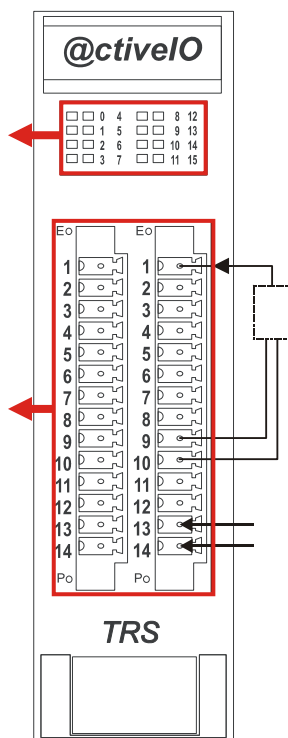 @ctiveIO
0 4 8 12
1 5 9 13
2 6 10 14
3 7 11 15
Eo Eo
1 1
2 2
3 3
4 4
5 5
6 6
7 7
8 8
9 9
10 10
11 11
12 12
13 13
14 14
Po Po
TRS